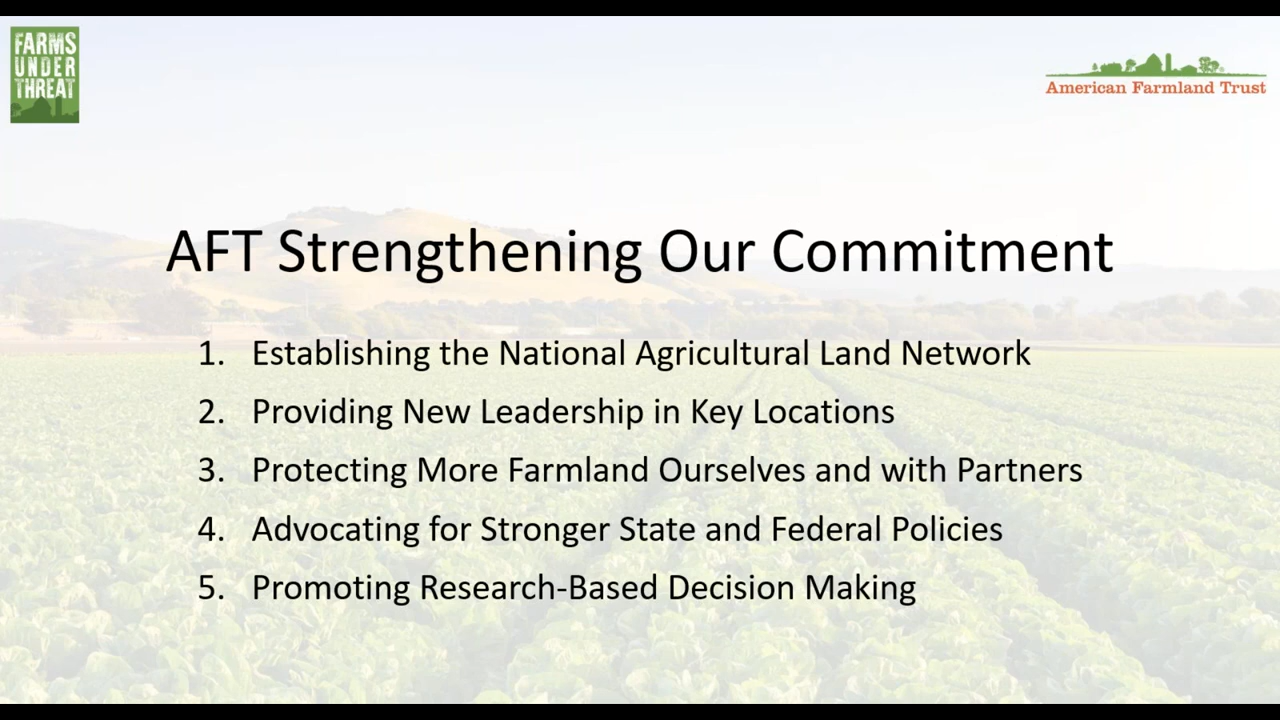 FARMS
UNDER
THREAT
American Farmland Trust
AFT Strengthening Our Commitment
1. Establishing the National Agricultural Land Network
2. Providing New Leadership in Key Locations
3. Protecting More Farmland Ourselves and with Partners
4. Advocating for Stronger State and Federal Policies
5. Promoting Research-Based Decision Making